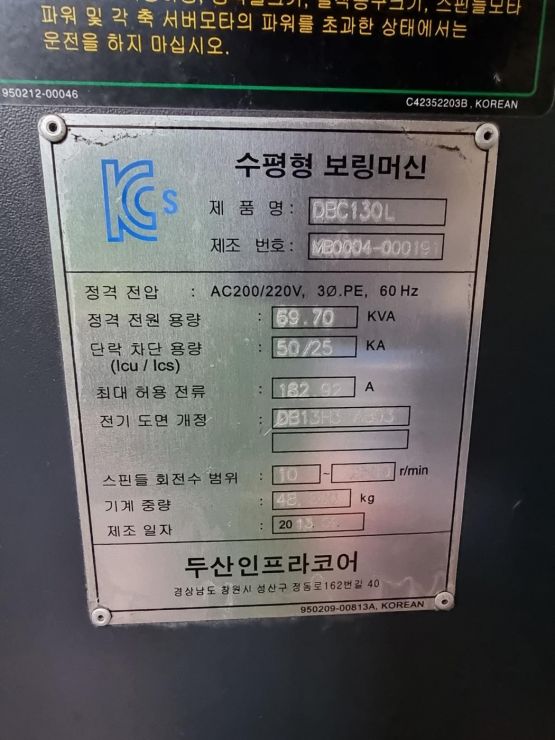 파워 및 각 축 서버모타의 파워를 초과한 상태에서는
운전을 하지 마십시오.
950212-00046
C42352203B, KOREAN
KCs
수평형 보링머신
제 품 명: DBC130L
제조 번호: MB0004-000191
정격 전압 : AC200/220V, 3Ø.PE, 60 Hz
정격 전원 용량 : 69.70 KVA
단락 차단 용량 : 50/25 KA
(Icu / Ics)
최대 허용 전류 : 182.92 A
전기 도면 개정 :
스핀들 회전수 범위 : 10 ~ r/min
기계 중량 : kg
제조 일자 : 2013
두산인프라코어
경상남도 창원시 성산구 정동로162번길 40
950209-00813A, KOREAN